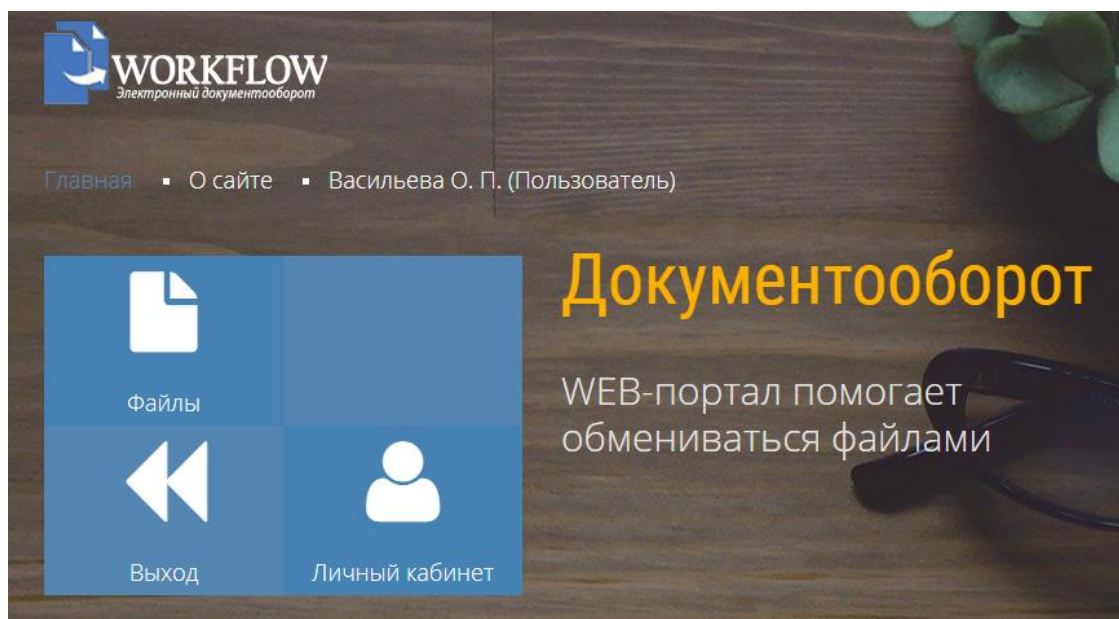 WORKFLOW
Электронный документооборот
Главная ▪ О сайте ▪ Васильева О. П. (Пользователь)
Документооборот
WEB-портал помогает
обмениваться файлами
Файлы
Выход
Личный кабинет